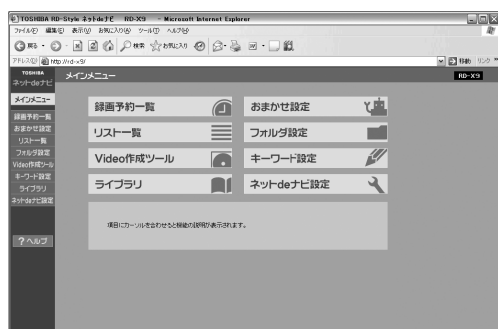 TOSHIBA RD-Style ネットdeナビ RD-X9 - Microsoft Internet Explorer
ファイル(F) 編集(E) 表示(V) お気に入り(A) ツール(T) ヘルプ(H)
戻る 検索 お気に入り
アドレス(D) http://rd-x9/ 移動 リンク
TOSHIBA
ネットdeナビ
メインメニュー
RD-X9
メインメニュー
録画予約一覧
おまかせ設定
リスト一覧
フォルダ設定
Video作成ツール
キーワード設定
ライブラリ
ネットdeナビ設定
?ヘルプ
録画予約一覧
おまかせ設定
リスト一覧
フォルダ設定
Video作成ツール
キーワード設定
ライブラリ
ネットdeナビ設定
項目にカーソルを合わせると機能の説明が表示されます。